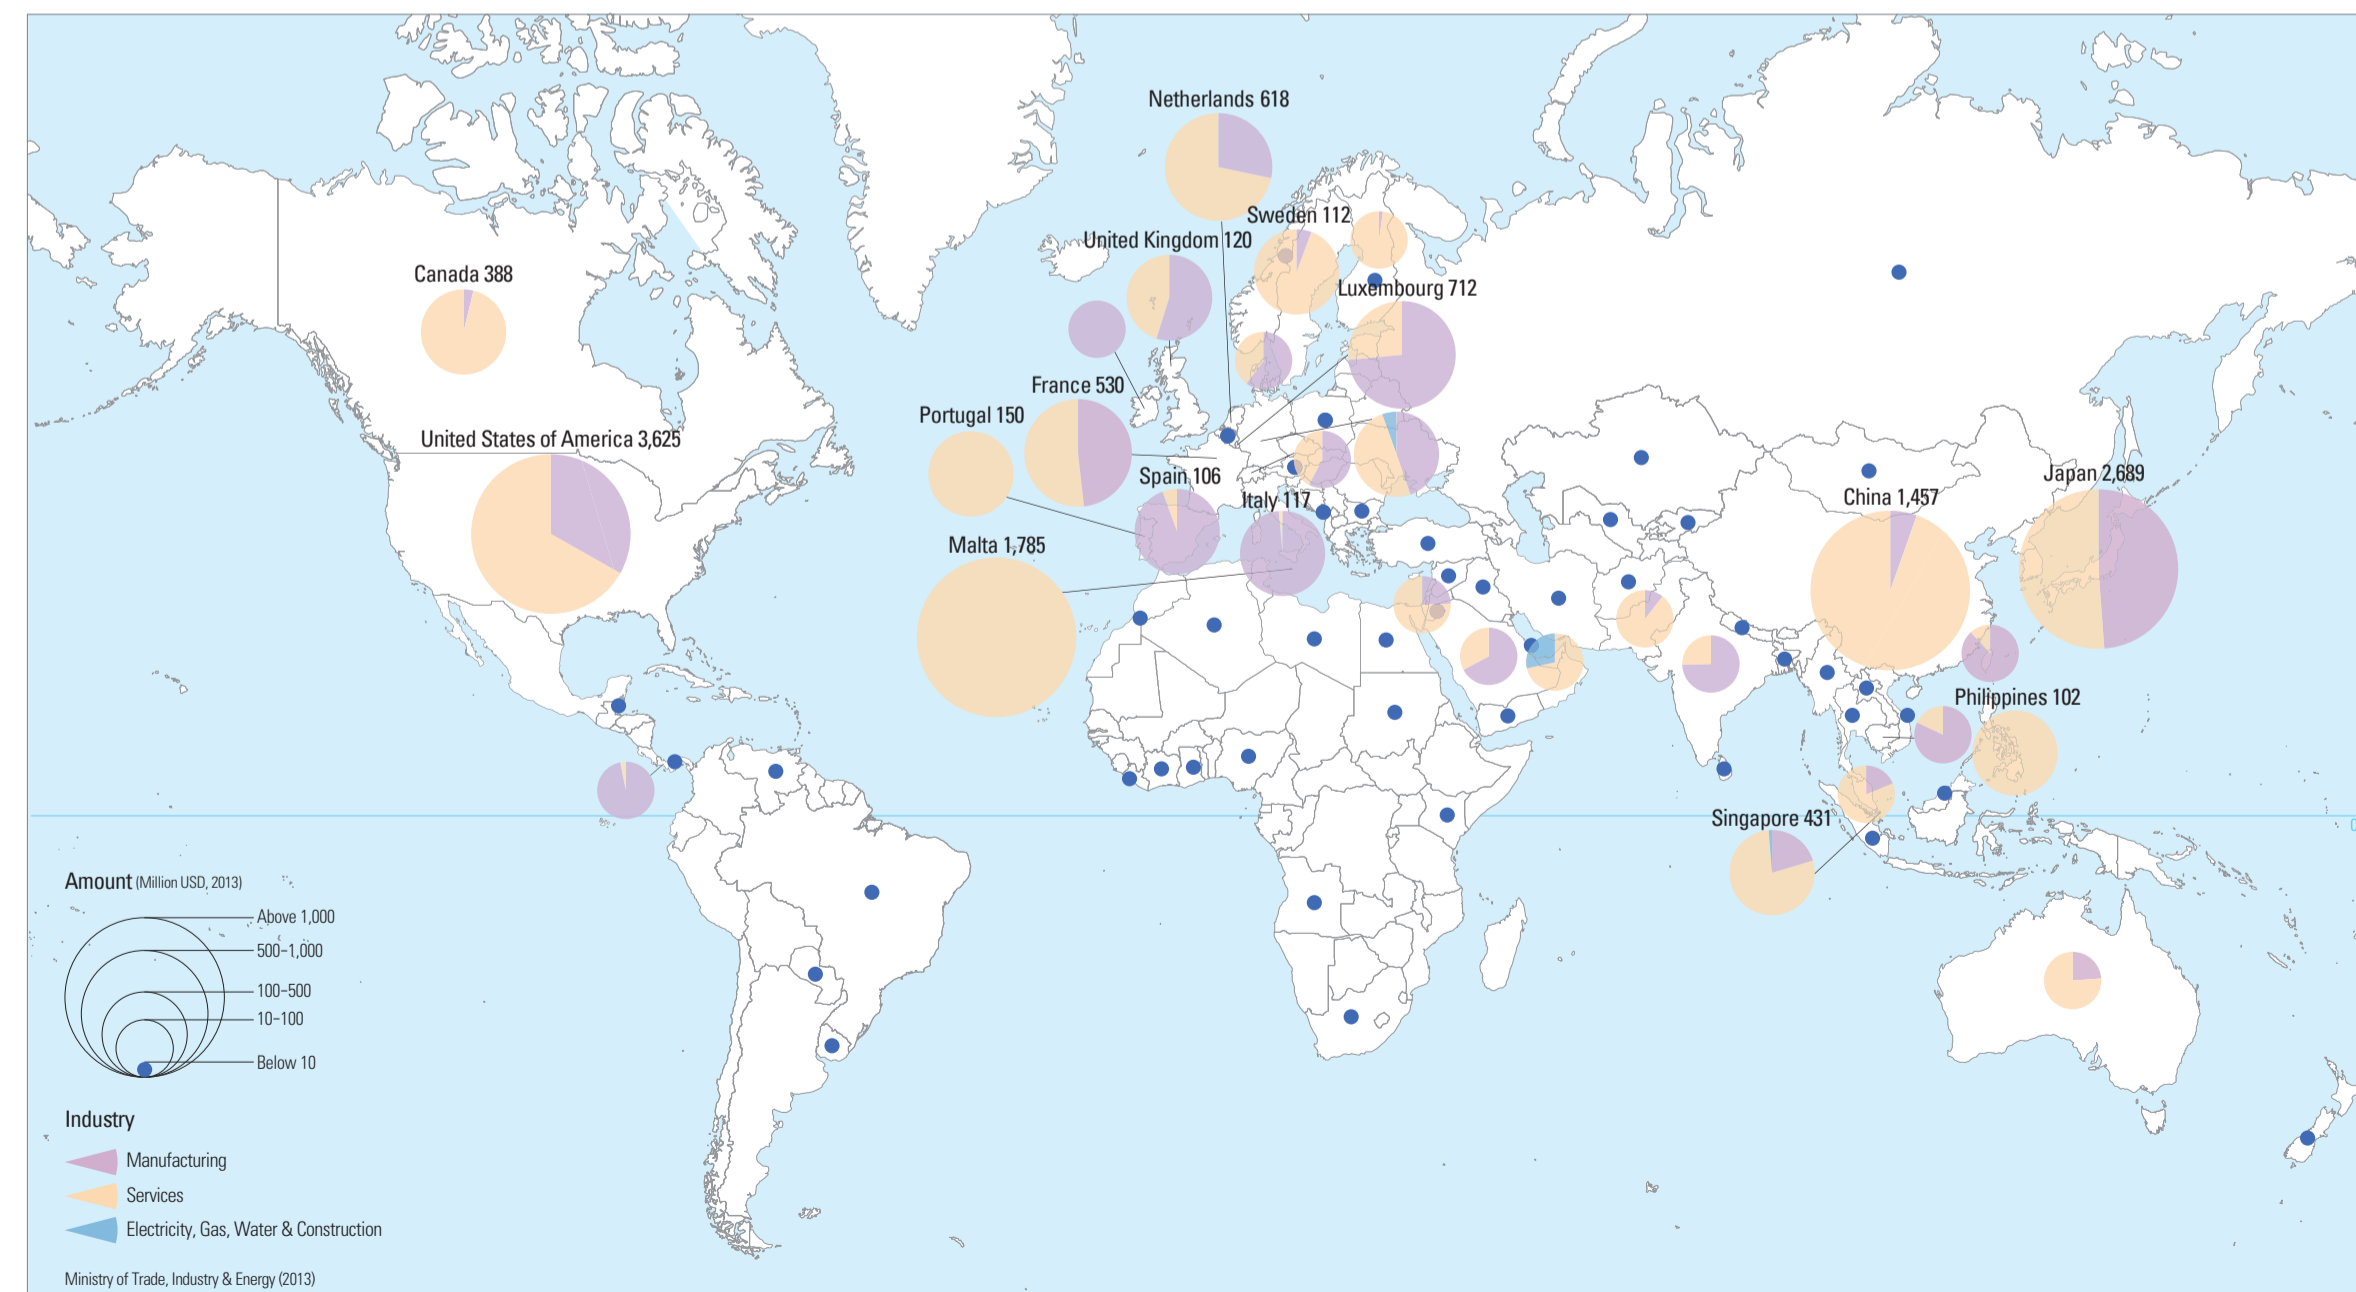 Netherlands 618
Sweden 112
United Kingdom 120
Canada 388
Luxembourg 712
France 530
Portugal 150
United States of America 3,625
Spain 106
Japan 2,689
China 1,457
Italy 117
Malta 1,785
Philippines 102
Singapore 431
Amount (Million USD, 2013)
Above 1,000
500–1,000
100–500
10–100
Below 10
Industry
Manufacturing
Services
Electricity, Gas, Water & Construction
Ministry of Trade, Industry & Energy (2013)